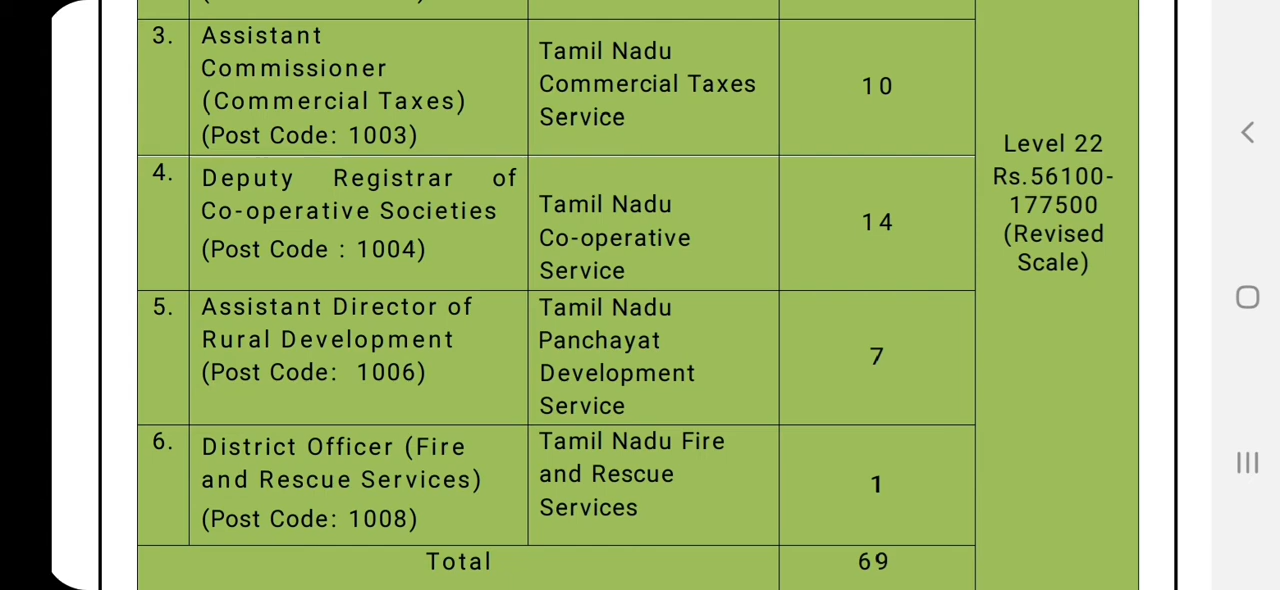 3.
Assistant
Commissioner
(Commercial Taxes)
(Post Code: 1003)
Tamil Nadu
Commercial Taxes
Service
10
Level 22
Rs.56100-
177500
(Revised
Scale)
4.
Deputy Registrar of
Co-operative Societies
(Post Code : 1004)
Tamil Nadu
Co-operative
Service
14
5.
Assistant Director of
Rural Development
(Post Code: 1006)
Tamil Nadu
Panchayat
Development
Service
7
6.
District Officer (Fire
and Rescue Services)
(Post Code: 1008)
Tamil Nadu Fire
and Rescue
Services
1
Total
69